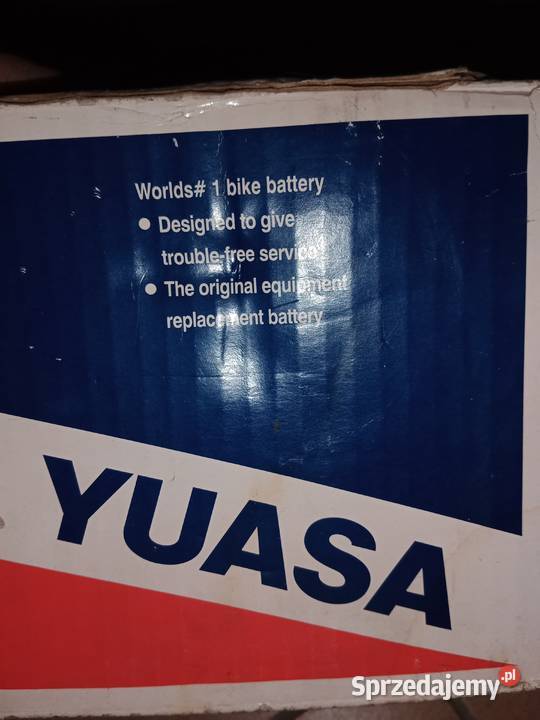 Worlds# 1 bike battery
● Designed to give
trouble-free service
● The original equipment
replacement battery
YUASA
Sprzedajemy.pl